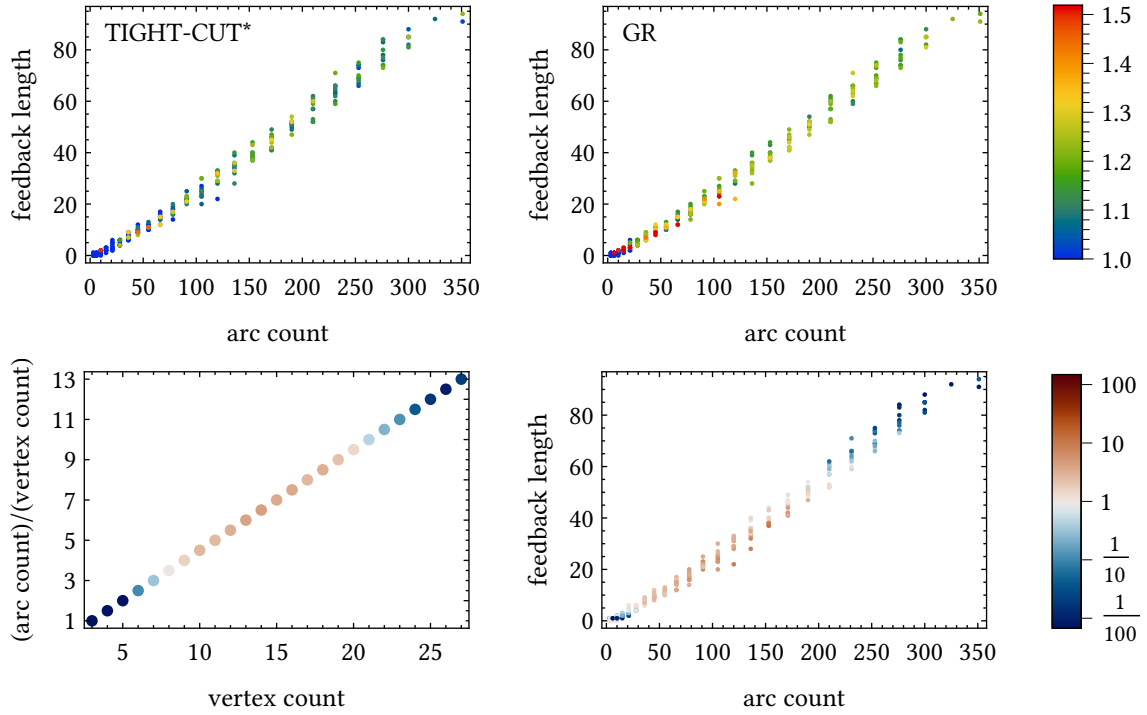 TIGHT-CUT*
feedback length
80
60
40
20
0
0 50 100 150 200 250 300 350
arc count
GR
feedback length
80
60
40
20
0
0 50 100 150 200 250 300 350
arc count
1.5
1.4
1.3
1.2
1.1
1.0
(arc count)/(vertex count)
13
11
9
7
5
3
1
5 10 15 20 25
vertex count
feedback length
80
60
40
20
0
0 50 100 150 200 250 300 350
arc count
100
10
1
1
10
1
100